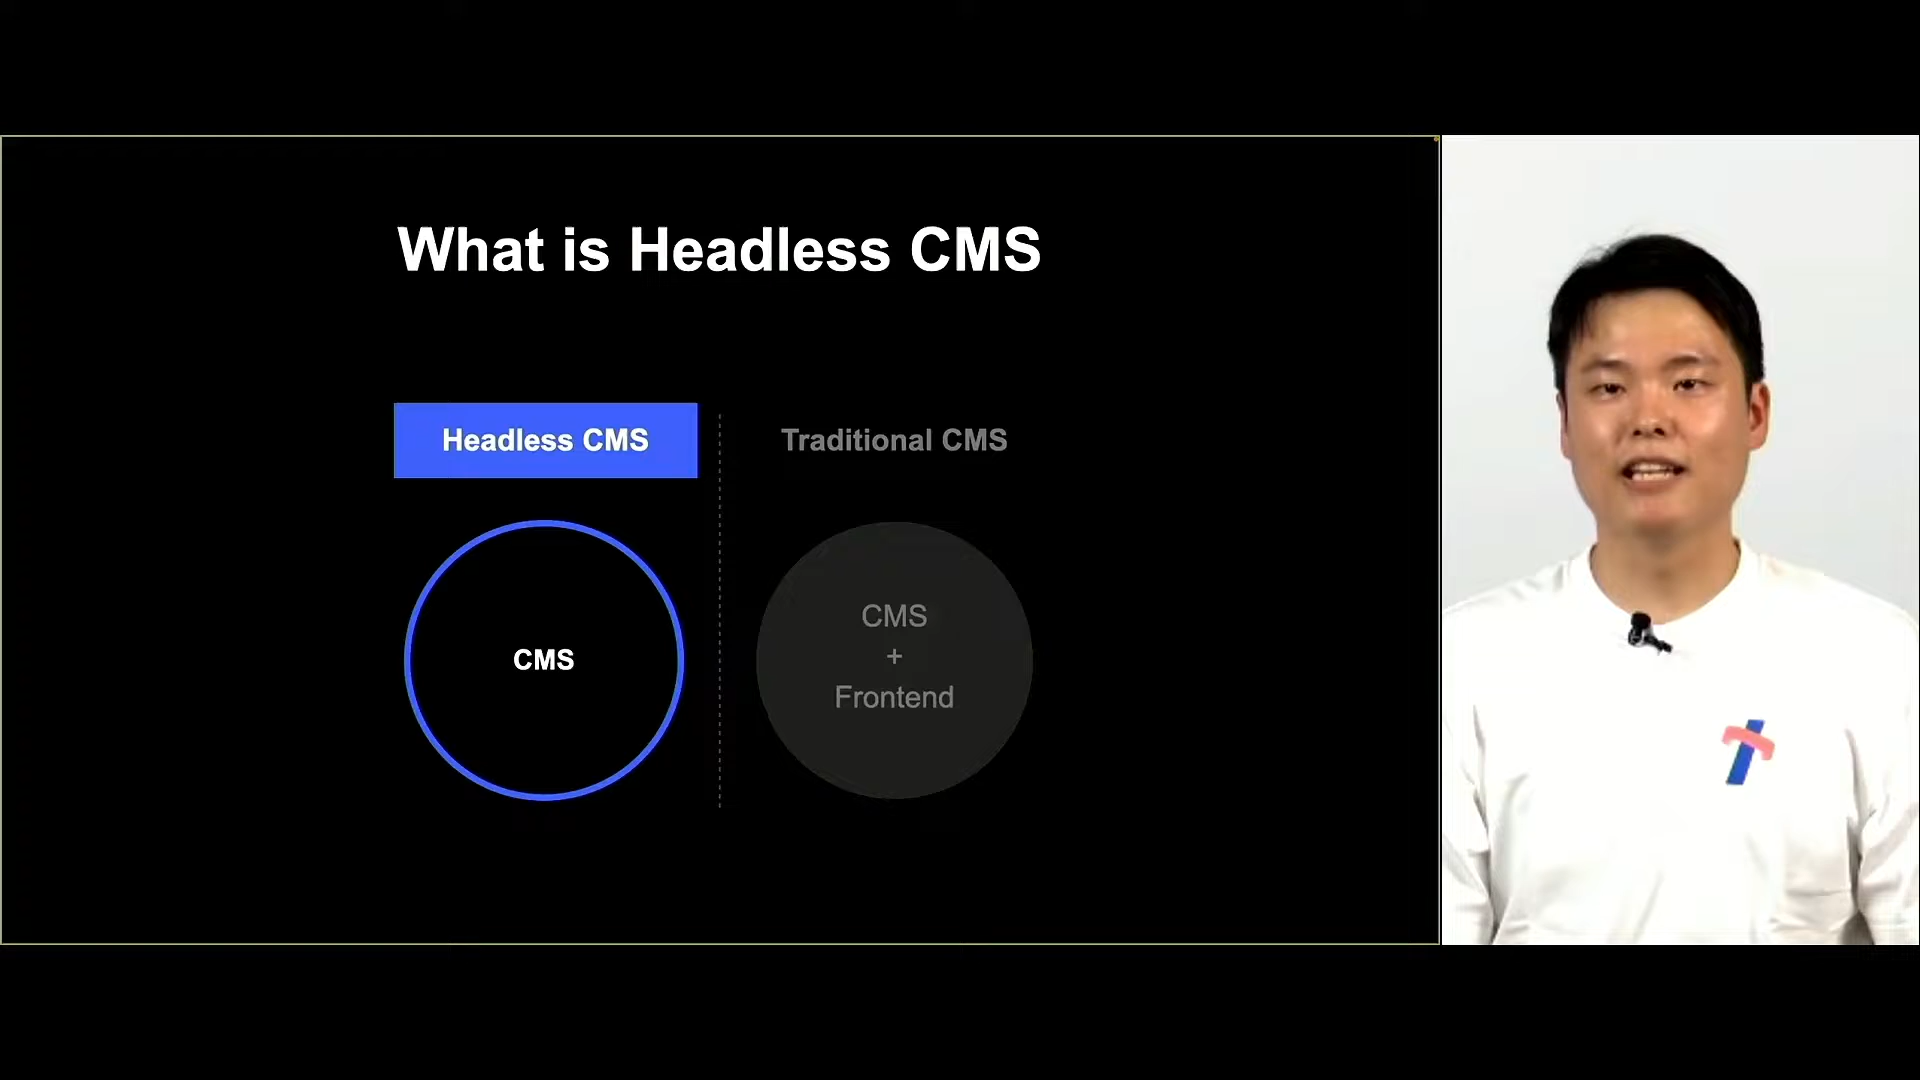 What is Headless CMS
Headless CMS
Traditional CMS
CMS
CMS
+
Frontend